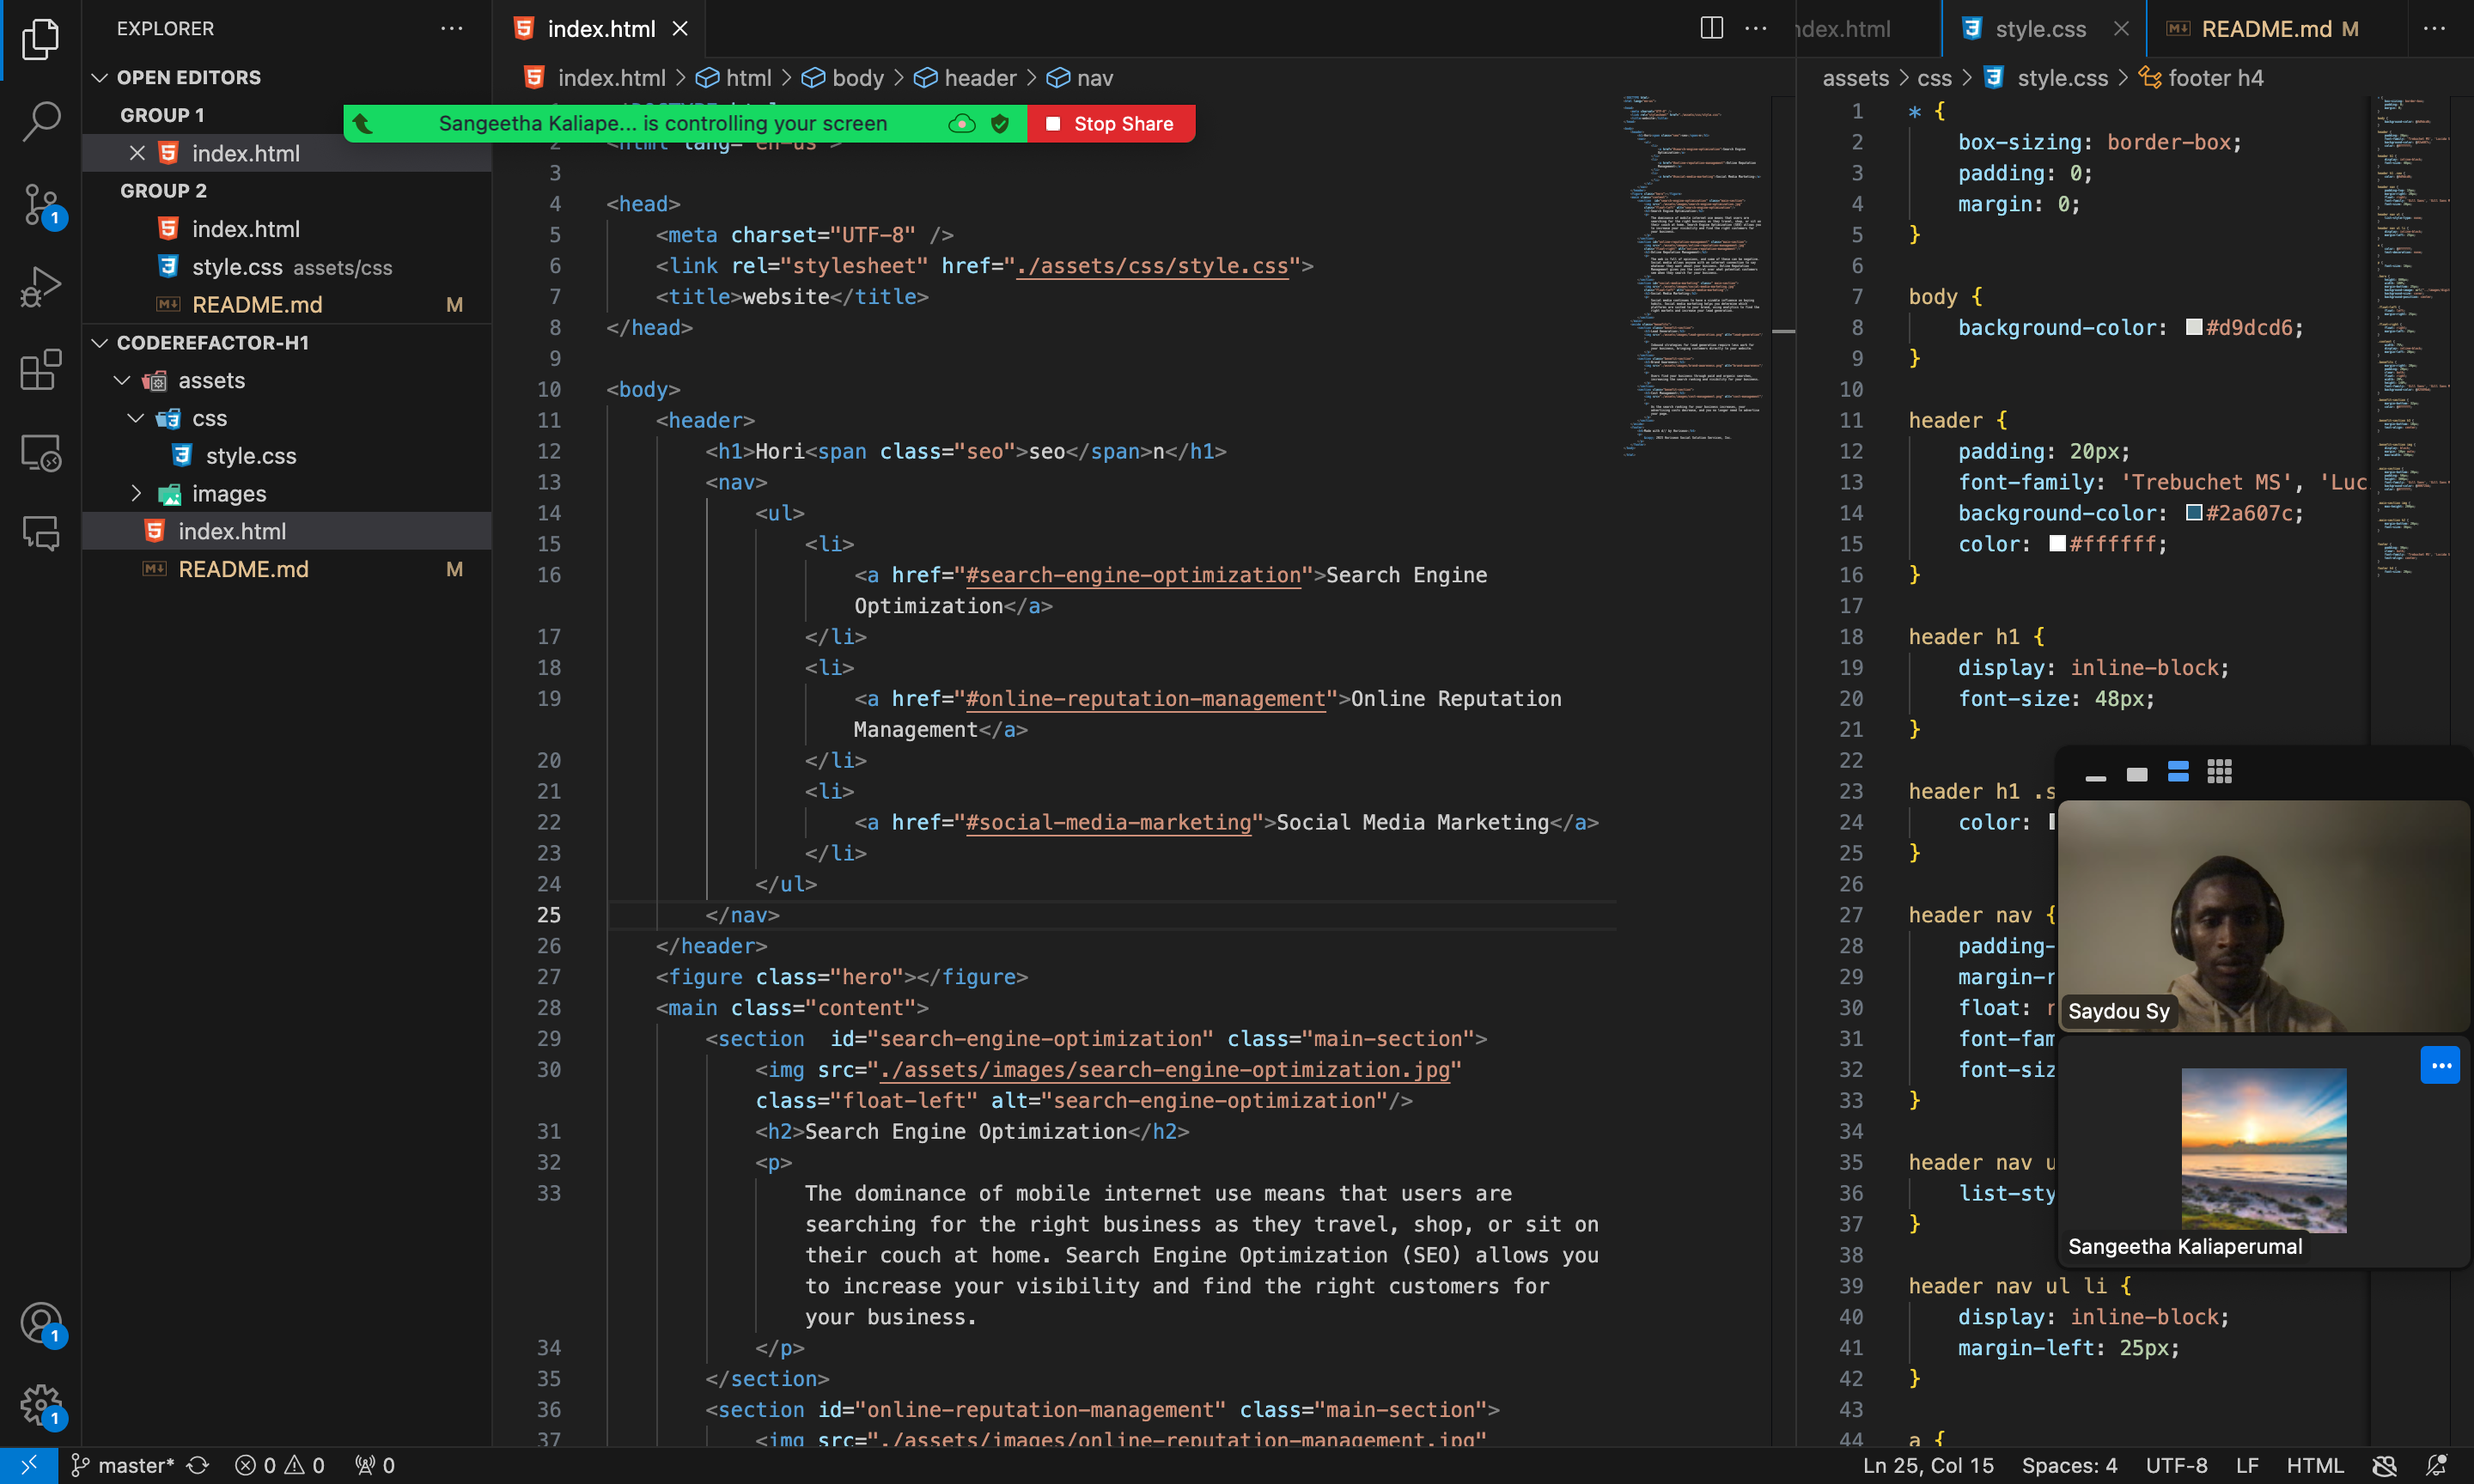 EXPLORER
OPEN EDITORS
GROUP 1
index.html
GROUP 2
index.html
style.css assets/css
README.md M
CODEREFACTOR-H1
assets
css
style.css
images
index.html
README.md M
index.html
index.html > html > body > header > nav
Sangeetha Kaliape... is controlling your screen
Stop Share
2 <html lang="en-us">
3
4 <head>
5 <meta charset="UTF-8" />
6 <link rel="stylesheet" href="./assets/css/style.css">
7 <title>website</title>
8 </head>
9
10 <body>
11 <header>
12 <h1>Hori<span class="seo">seo</span>n</h1>
13 <nav>
14 <ul>
15 <li>
16 <a href="#search-engine-optimization">Search Engine
Optimization</a>
17 </li>
18 <li>
19 <a href="#online-reputation-management">Online Reputation
Management</a>
20 </li>
21 <li>
22 <a href="#social-media-marketing">Social Media Marketing</a>
23 </li>
24 </ul>
25 </nav>
26 </header>
27 <figure class="hero"></figure>
28 <main class="content">
29 <section  id="search-engine-optimization" class="main-section">
30 <img src="./assets/images/search-engine-optimization.jpg"
class="float-left" alt="search-engine-optimization"/>
31 <h2>Search Engine Optimization</h2>
32 <p>
33 The dominance of mobile internet use means that users are
searching for the right business as they travel, shop, or sit on
their couch at home. Search Engine Optimization (SEO) allows you
to increase your visibility and find the right customers for
your business.
34 </p>
35 </section>
36 <section id="online-reputation-management" class="main-section">
37 <img src="./assets/images/online-reputation-management.jpg"
ndex.html
style.css
README.md M
assets > css > style.css > footer h4
1 * {
2 box-sizing: border-box;
3 padding: 0;
4 margin: 0;
5 }
6
7 body {
8 background-color: #d9dcd6;
9 }
10
11 header {
12 padding: 20px;
13 font-family: 'Trebuchet MS', 'Luc
14 background-color: #2a607c;
15 color: #ffffff;
16 }
17
18 header h1 {
19 display: inline-block;
20 font-size: 48px;
21 }
22
23 header h1 .s
24 color:
25 }
26
27 header nav {
28 padding-
29 margin-r
30 float: r
31 font-fam
32 font-siz
33 }
34
35 header nav u
36 list-sty
37 }
38
39 header nav ul li {
40 display: inline-block;
41 margin-left: 25px;
42 }
43
44 a {
Saydou Sy
Sangeetha Kaliaperumal
1
1
1
master*
0 0
0
Ln 25, Col 15
Spaces: 4
UTF-8
LF
HTML